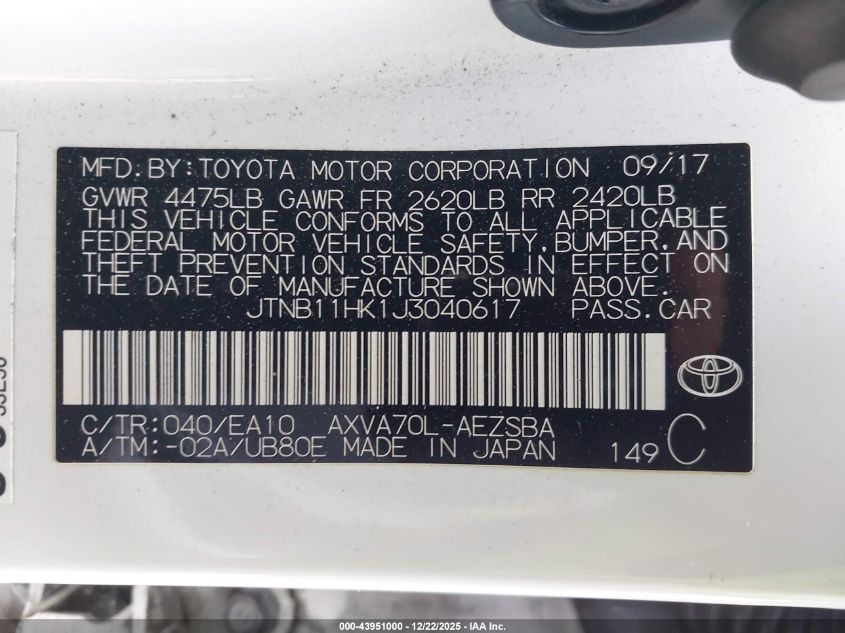 MFD.BY:TOYOTA MOTOR CORPORATION 09/17
GVWR 4475LB GAWR FR 2620LB RR 2420LB
THIS VEHICLE CONFORMS TO ALL APPLICABLE
FEDERAL MOTOR VEHICLE SAFETY,BUMPER,AND
THEFT PREVENTION STANDARDS IN EFFECT ON
THE DATE OF MANUFACTURE SHOWN ABOVE.
JTNB11HK1J3040617 PASS.CAR
C/TR:040/EA10 AXVA70L-AEZSBA
A/TM:-02A/UB80E MADE IN JAPAN 149 C
000-43951000 - 12/22/2025 - IAA Inc.